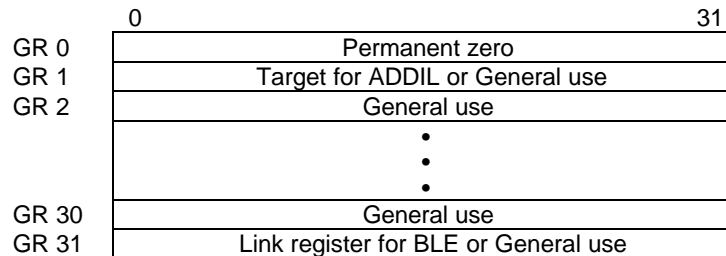 0 31
GR 0 Permanent zero
GR 1 Target for ADDIL or General use
GR 2 General use
•
•
•
GR 30 General use
GR 31 Link register for BLE or General use